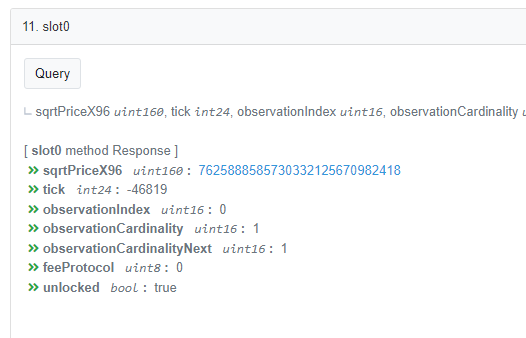 11. slot0
Query
sqrtPriceX96 uint160, tick int24, observationIndex uint16, observationCardinality
[ slot0 method Response ]
sqrtPriceX96 uint160 : 7625888585730332125670982418
tick int24 : -46819
observationIndex uint16 : 0
observationCardinality uint16 : 1
observationCardinalityNext uint16 : 1
feeProtocol uint8 : 0
unlocked bool : true